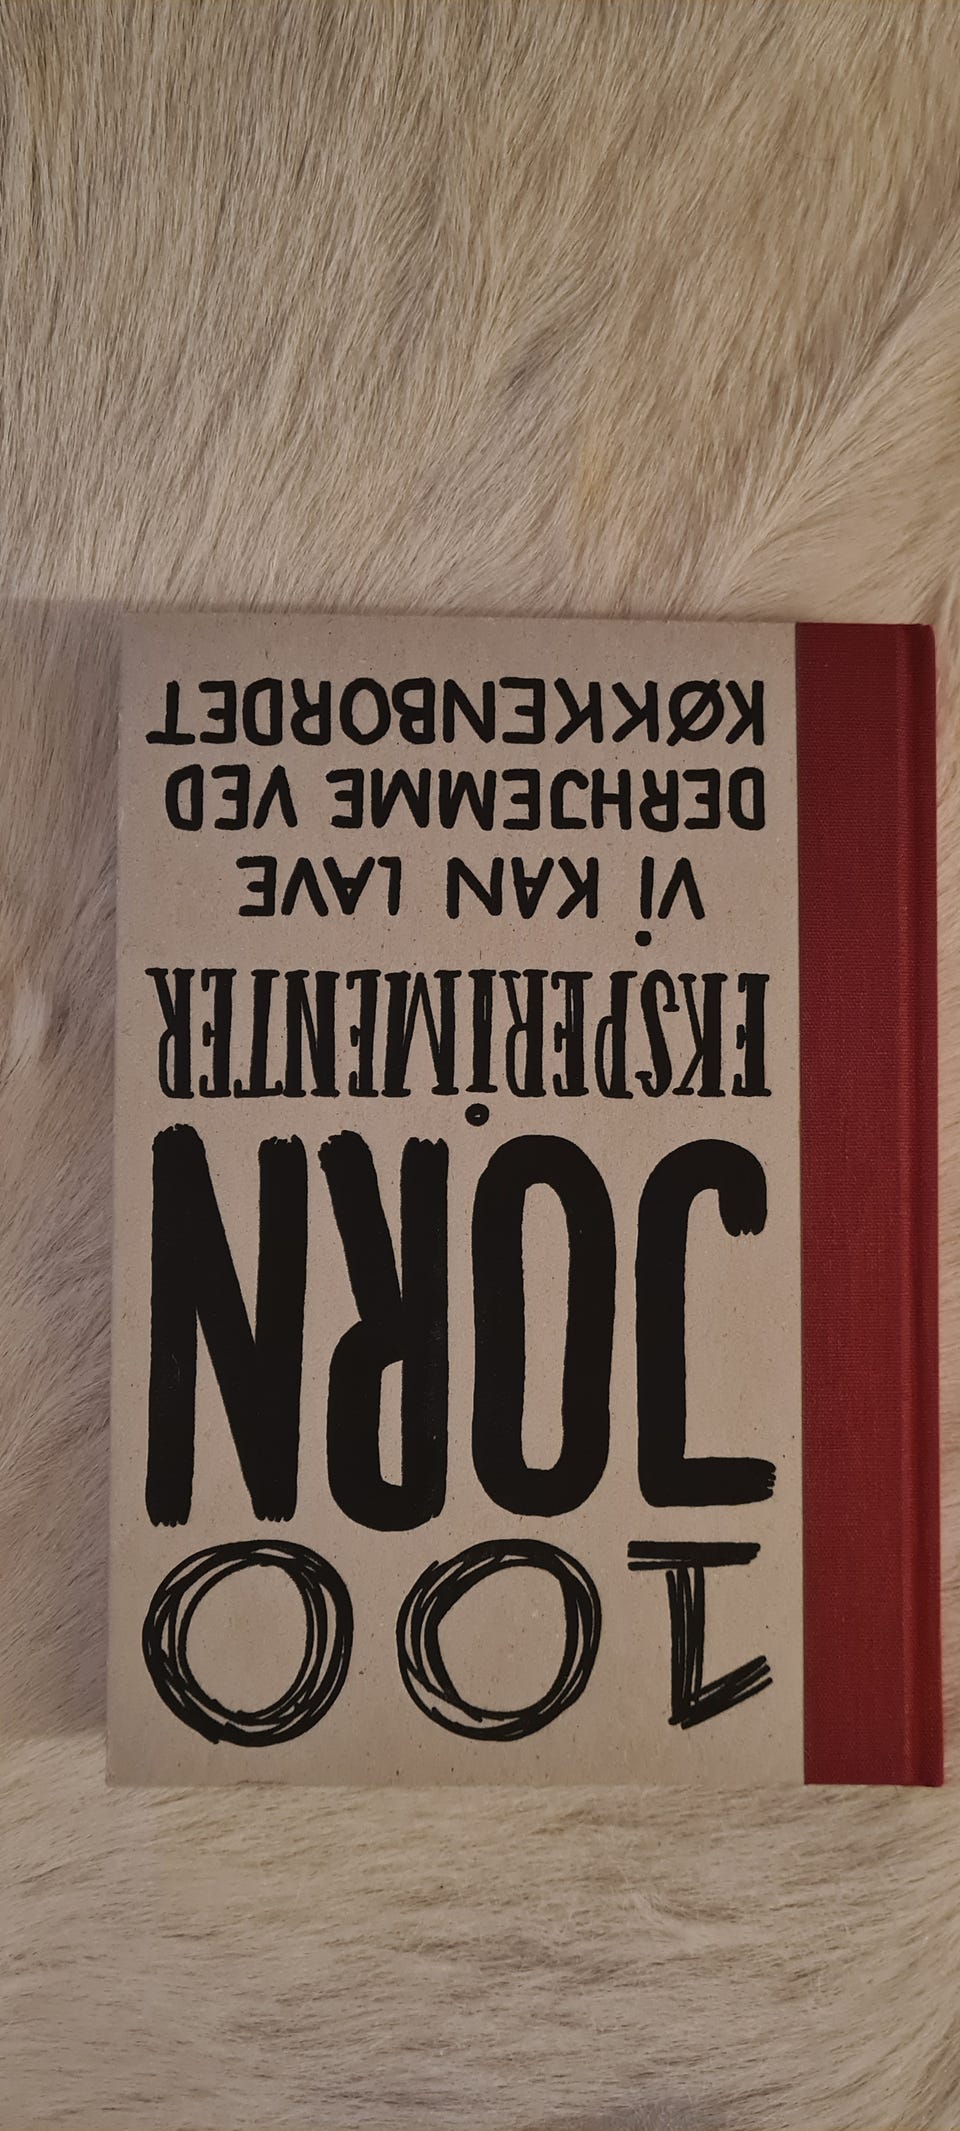 100
JORN
EKSPERIMENTER
Vi KAN LAVE
DERHJEMME VED
KØKKENBORDET